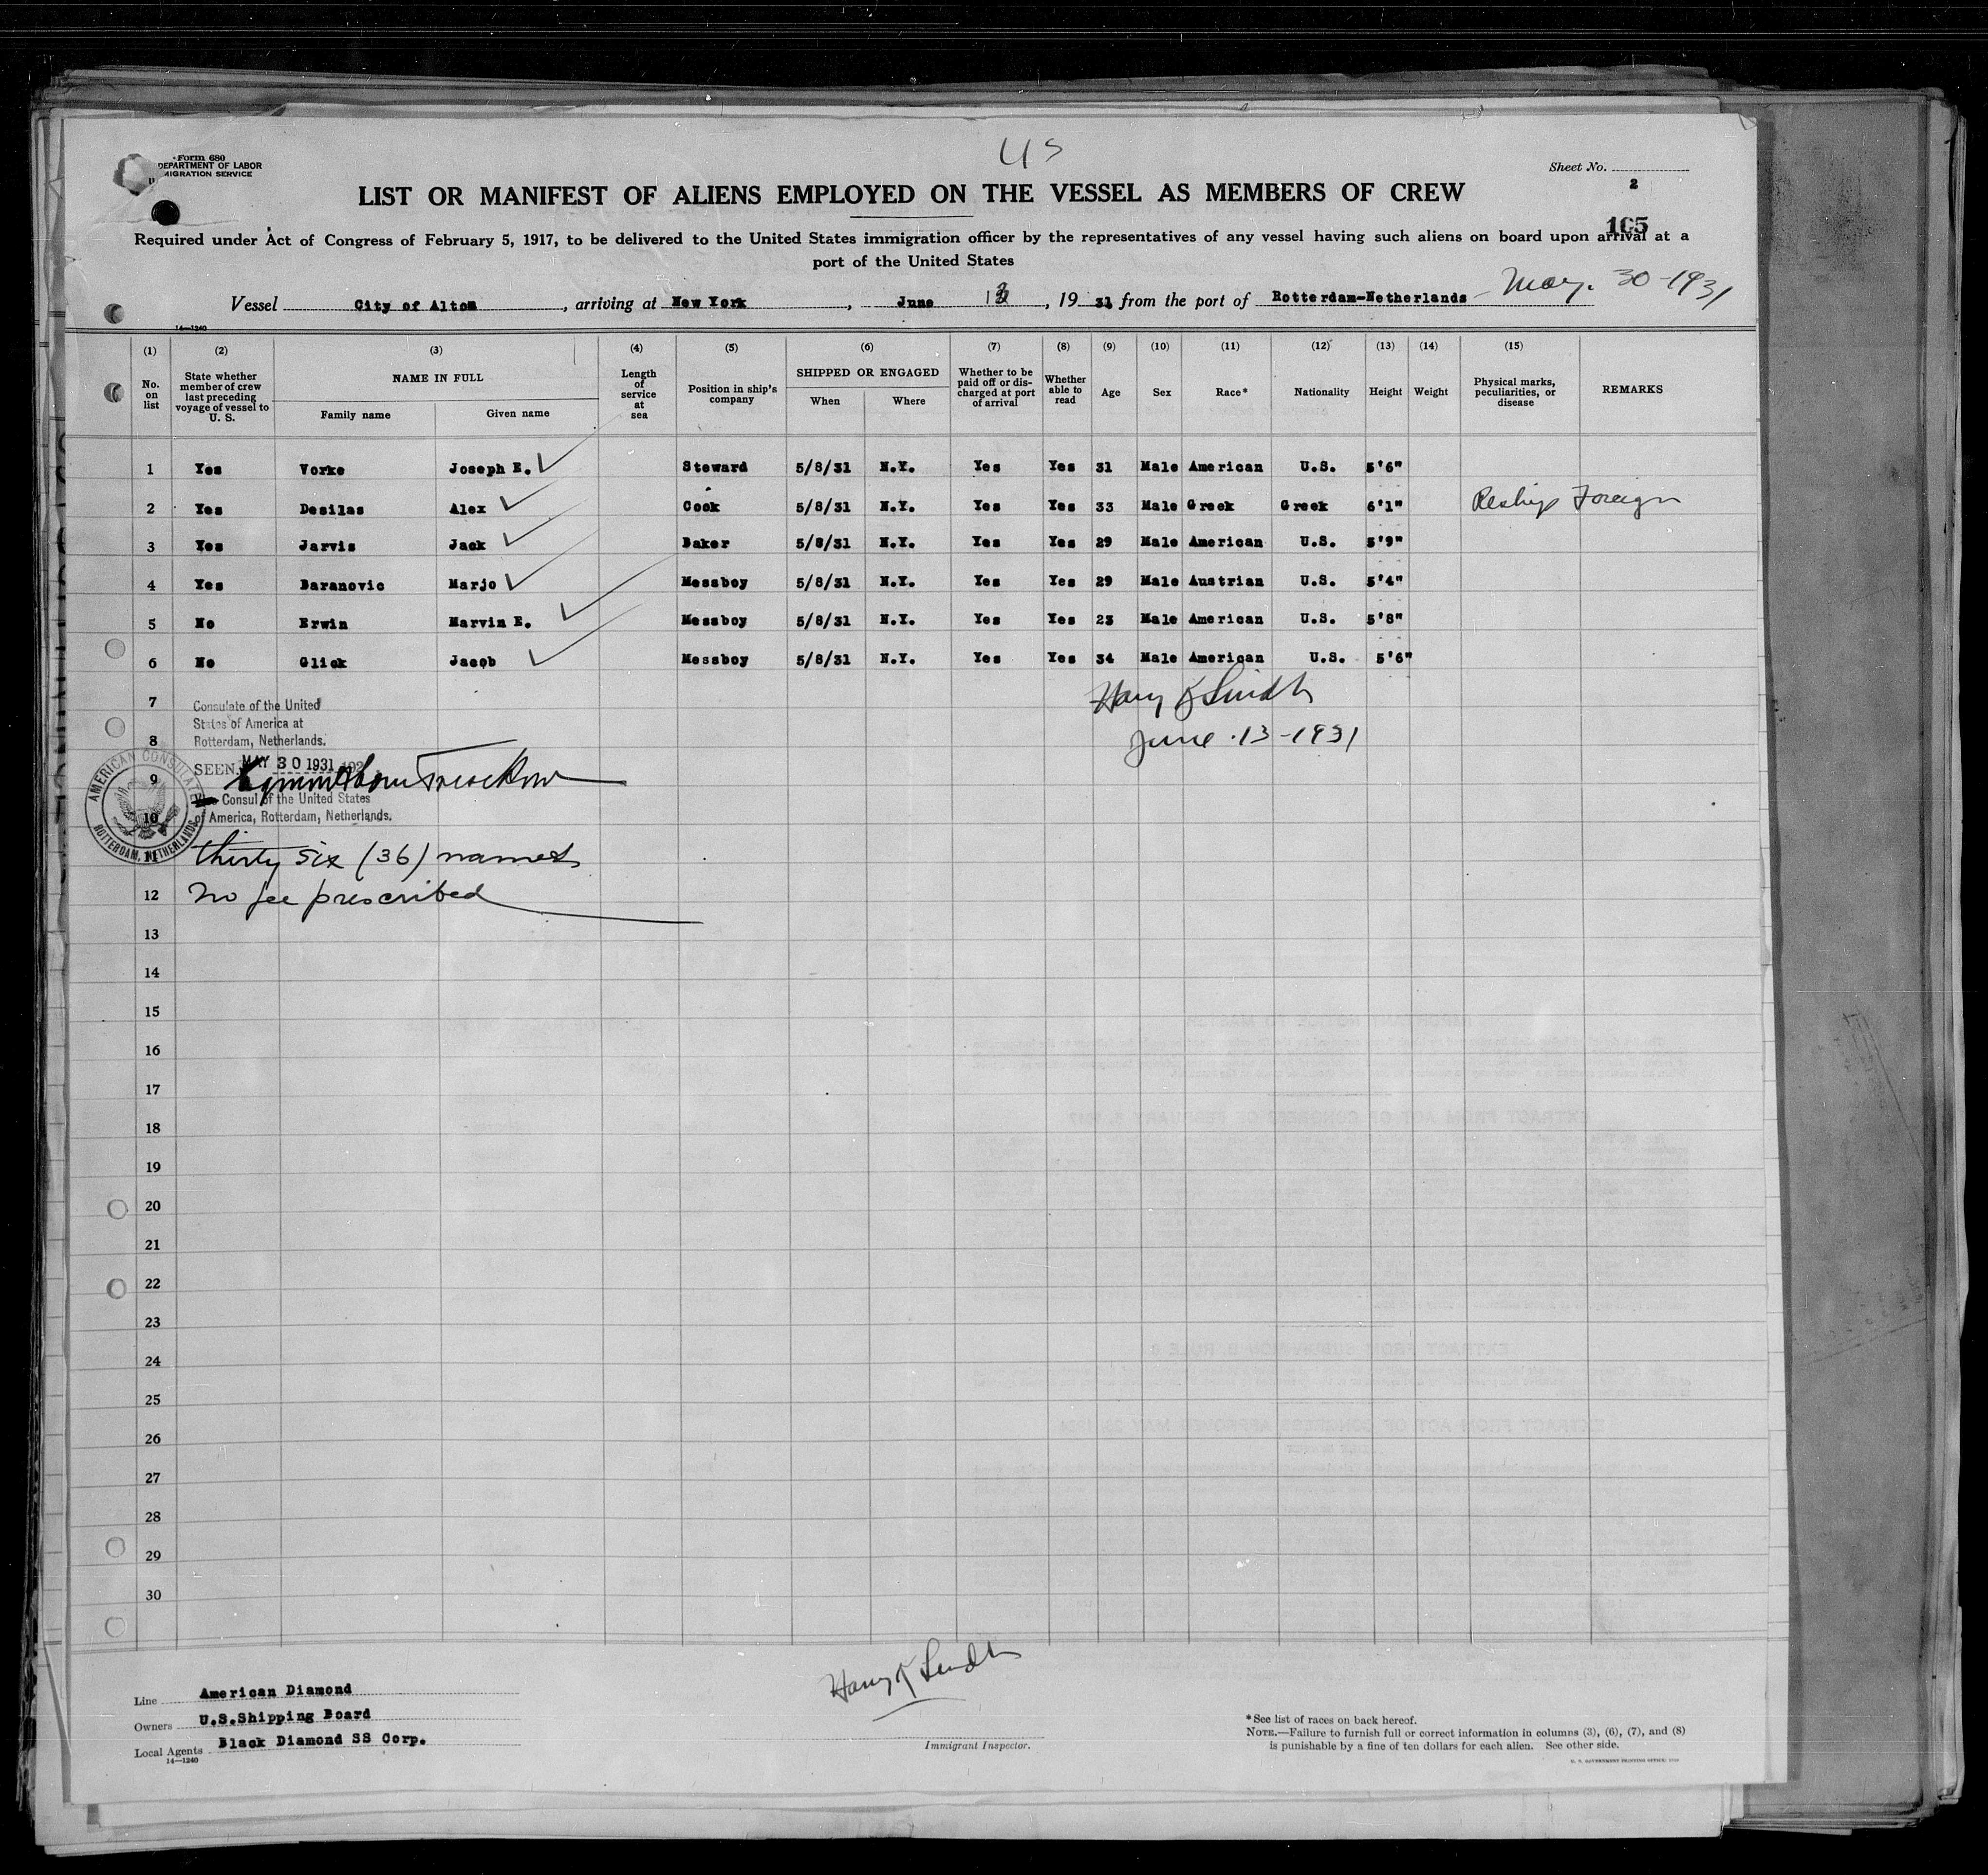 Form 680
DEPARTMENT OF LABOR
MIGRATION SERVICE
US
Sheet No.
2
LIST OR MANIFEST OF ALIENS EMPLOYED ON THE VESSEL AS MEMBERS OF CREW
165
Required under Act of Congress of February 5, 1917, to be delivered to the United States immigration officer by the representatives of any vessel having such aliens on board upon arrival at a
port of the United States
Vessel City of Alton, arriving at New York, June 13, 1931 from the port of Rotterdam-Netherlands - May. 30-1931
14—1240
(1) (2) (3) (4) (5) (6) (7) (8) (9) (10) (11) (12) (13) (14) (15)
No. on list State whether member of crew last preceding voyage of vessel to U. S. NAME IN FULL Family name Given name Length of service at sea Position in ship's company SHIPPED OR ENGAGED When Where Whether to be paid off or discharged at port of arrival Whether able to read Age Sex Race* Nationality Height Weight Physical marks, peculiarities, or disease REMARKS
1 Yes Vorke Joseph E. Steward 5/8/31 N.Y. Yes Yes 31 Male American U.S. 5'6"
2 Yes Desilas Alex Cook 5/8/31 N.Y. Yes Yes 33 Male Greek Greek 6'1" Reship Foreign
3 Yes Jarvis Jack Baker 5/8/31 N.Y. Yes Yes 29 Male American U.S. 5'9"
4 Yes Baranovic Marjo Messboy 5/8/31 N.Y. Yes Yes 29 Male Austrian U.S. 5'4"
5 No Erwin Marvin E. Messboy 5/8/31 N.Y. Yes Yes 23 Male American U.S. 5'8"
6 No Glick Jacob Messboy 5/8/31 N.Y. Yes Yes 34 Male American U.S. 5'6"
7
Consulate of the United
States of America at
8 Rotterdam, Netherlands.
Harry K Lindh
June 13-1931
SEEN, MAY 30 1931
9
Consul of the United States
10 of America, Rotterdam, Netherlands.
AMERICAN CONSULATE
ROTTERDAM, NETHERLANDS
11 thirty six (36) names
12 no fee prescribed
13
14
15
16
17
18
19
20
21
22
23
24
25
26
27
28
29
30
Line American Diamond
Owners U.S.Shipping Board
Local Agents Black Diamond SS Corp.
14—1240
Harry K Lindh
Immigrant Inspector.
*See list of races on back hereof.
NOTE.—Failure to furnish full or correct information in columns (3), (6), (7), and (8)
is punishable by a fine of ten dollars for each alien. See other side.
U. S. GOVERNMENT PRINTING OFFICE